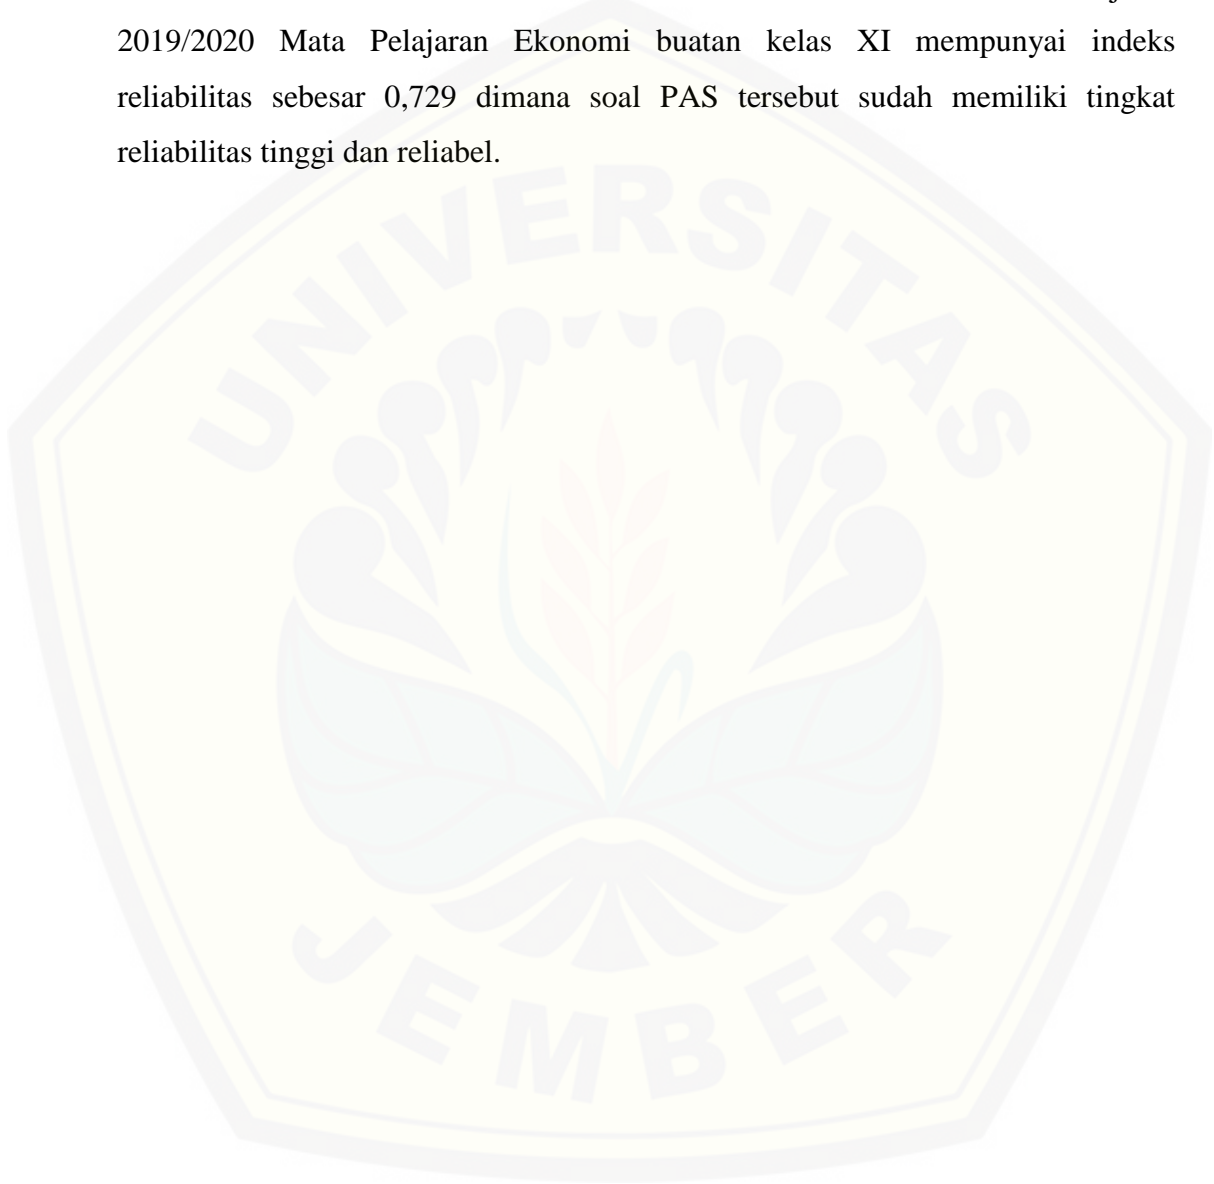 2019/2020 Mata Pelajaran Ekonomi buatan kelas XI mempunyai indeks
reliabilitas sebesar 0,729 dimana soal PAS tersebut sudah memiliki tingkat
reliabilitas tinggi dan reliabel.
UNIVERSITAS
JEMBER